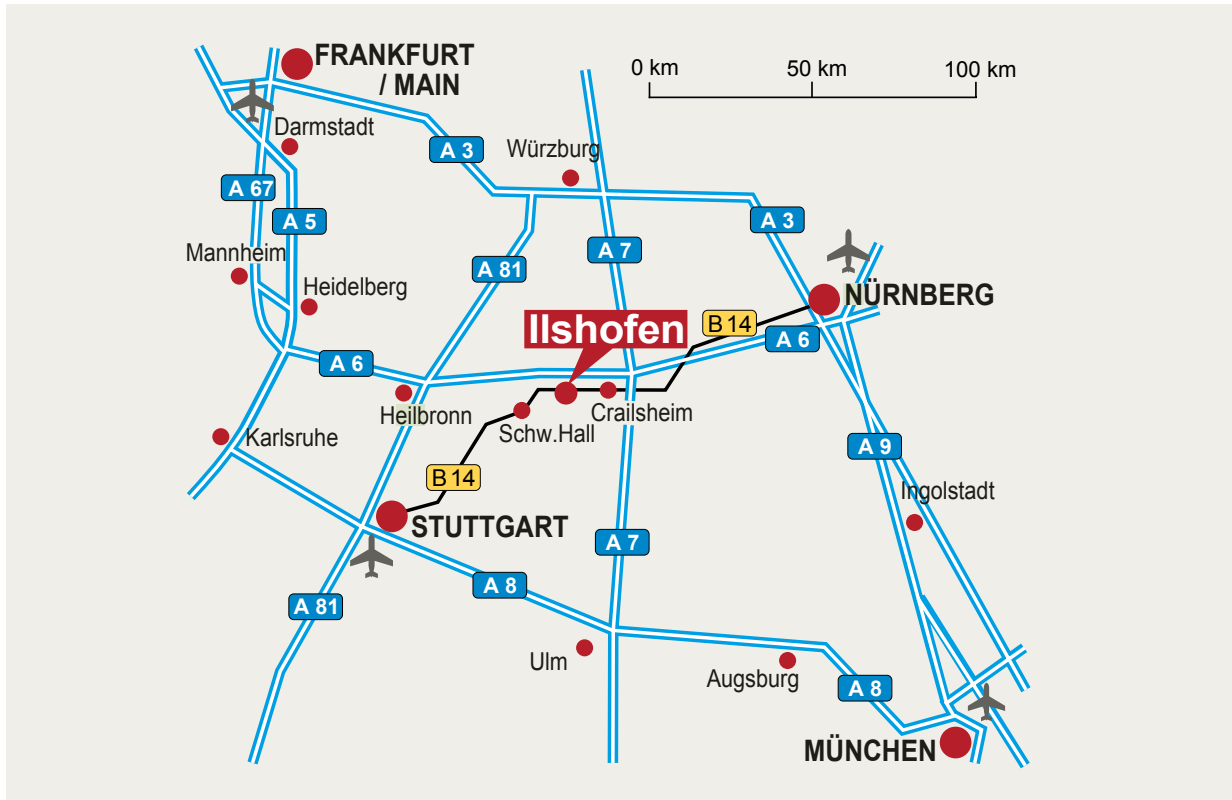 FRANKFURT
/ MAIN
0 km
50 km
100 km
Darmstadt
A 3
Würzburg
A 67
A 5
A 3
Mannheim
A 7
A 81
Heidelberg
NÜRNBERG
Ilshofen
B 14
A 6
A 6
Heilbronn
Crailsheim
Schw.Hall
Karlsruhe
A 9
B 14
Ingolstadt
STUTTGART
A 7
A 8
A 81
Ulm
Augsburg
A 8
MÜNCHEN